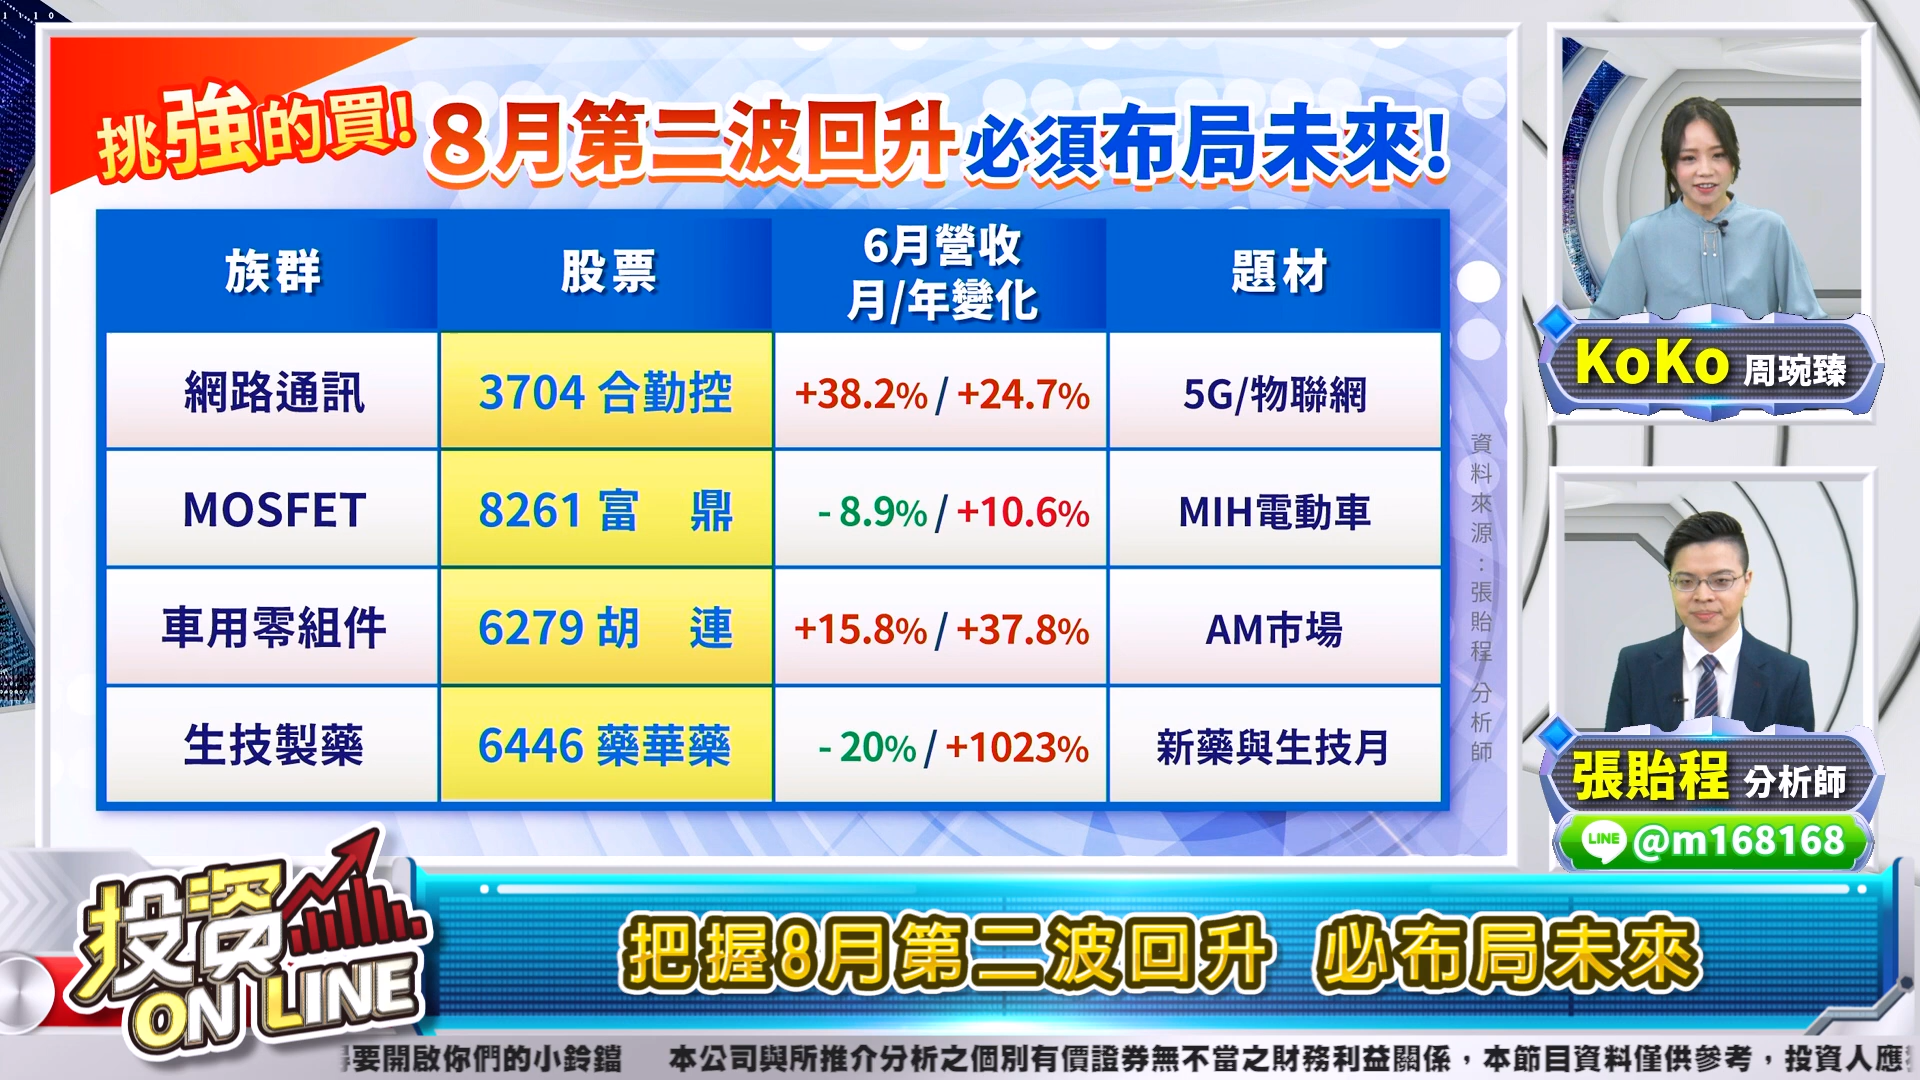 挑強的買!
8月第二波回升必須布局未來!
族群 股票 6月營收 月/年變化 題材
網路通訊 3704 合勤控 +38.2% / +24.7% 5G/物聯網
MOSFET 8261 富 鼎 - 8.9% / +10.6% MIH電動車
車用零組件 6279 胡 連 +15.8% / +37.8% AM市場
生技製藥 6446 藥華藥 - 20% / +1023% 新藥與生技月
資料來源:張貽程 分析師
KoKo 周琬臻
張貽程 分析師
LINE @m168168
投資
ON LINE
把握8月第二波回升 必布局未來
要開啟你們的小鈴鐺 本公司與所推介分析之個別有價證券無不當之財務利益關係，本節目資料僅供參考，投資人應